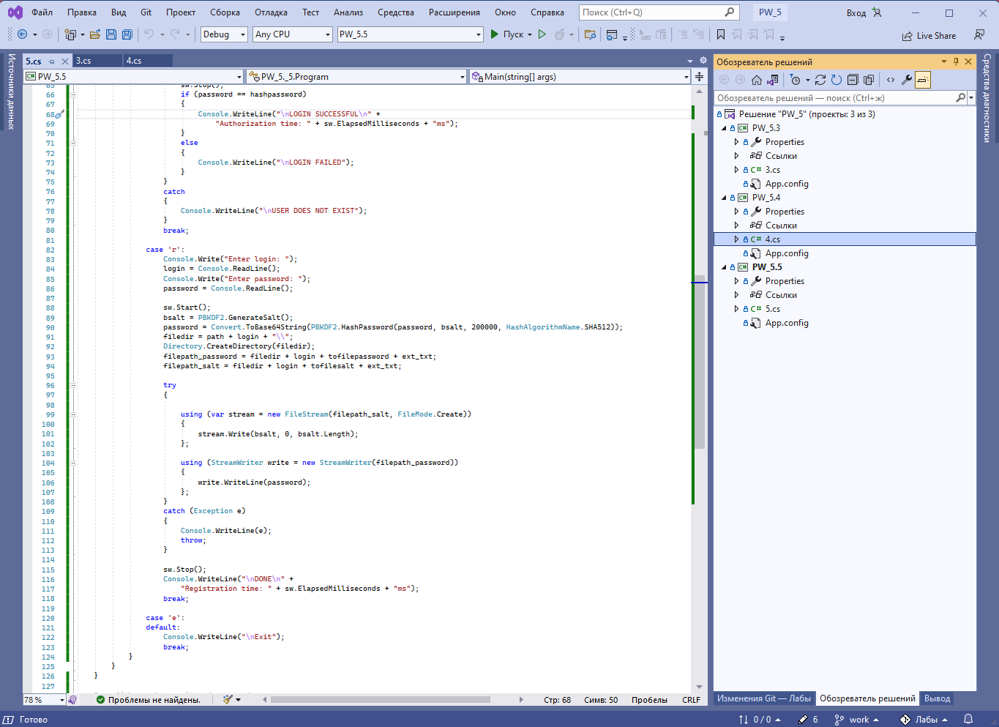 Файл Правка Вид Git Проект Сборка Отладка Тест Анализ Средства Расширения Окно Справка Поиск (Ctrl+Q) PW_5 Вход
Debug Any CPU PW_5.5 Пуск Live Share
Источники данных
5.cs 3.cs 4.cs
PW_5.5 PW_5._5.Program Main(string[] args)
65 sw.Stop();
66 if (password == hashpassword)
67 {
68 Console.WriteLine("\nLOGIN SUCCESSFUL\n" +
69 "Authorization time: " + sw.ElapsedMilliseconds + "ms");
70 }
71 else
72 {
73 Console.WriteLine("\nLOGIN FAILED");
74 }
75 }
76 catch
77 {
78 Console.WriteLine("\nUSER DOES NOT EXIST");
79 }
80 break;
81
82 case 'r':
83 Console.Write("Enter login: ");
84 login = Console.ReadLine();
85 Console.Write("Enter password: ");
86 password = Console.ReadLine();
87
88 sw.Start();
89 bsalt = PBKDF2.GenerateSalt();
90 password = Convert.ToBase64String(PBKDF2.HashPassword(password, bsalt, 200000, HashAlgorithmName.SHA512));
91 filedir = path + login + "\\";
92 Directory.CreateDirectory(filedir);
93 filepath_password = filedir + login + tofilepassword + ext_txt;
94 filepath_salt = filedir + login + tofilesalt + ext_txt;
95
96 try
97 {
98
99 using (var stream = new FileStream(filepath_salt, FileMode.Create))
100 {
101 stream.Write(bsalt, 0, bsalt.Length);
102 };
103
104 using (StreamWriter write = new StreamWriter(filepath_password))
105 {
106 write.WriteLine(password);
107 };
108 }
109 catch (Exception e)
110 {
111 Console.WriteLine(e);
112 throw;
113 }
114
115 sw.Stop();
116 Console.WriteLine("\nDONE\n" +
117 "Registration time: " + sw.ElapsedMilliseconds + "ms");
118 break;
119
120 case 'e':
121 default:
122 Console.WriteLine("\nExit");
123 break;
124 }
125 }
126 }
127
78 % Проблемы не найдены. Стр: 68 Симв: 50 Пробелы CRLF
Обозреватель решений
Обозреватель решений — поиск (Ctrl+ж)
Решение "PW_5" (проекты: 3 из 3)
PW_5.3
Properties
Ссылки
C# 3.cs
App.config
PW_5.4
Properties
Ссылки
C# 4.cs
App.config
PW_5.5
Properties
Ссылки
C# 5.cs
App.config
Изменения Git — Лабы Обозреватель решений Вывод
Средства диагностики
Готово 0 / 0 6 work Лабы